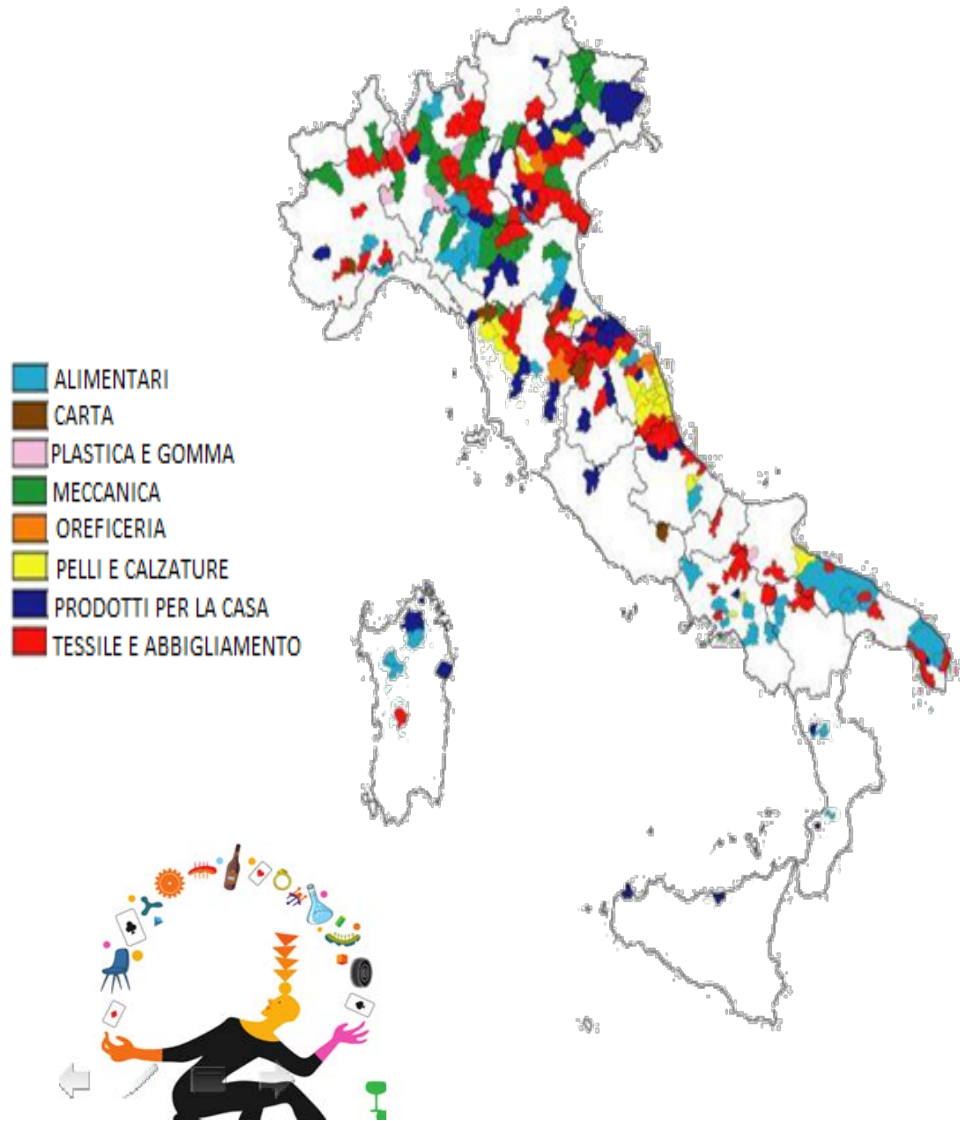 ALIMENTARI
CARTA
PLASTICA E GOMMA
MECCANICA
OREFICERIA
PELLI E CALZATURE
PRODOTTI PER LA CASA
TESSILE E ABBIGLIAMENTO